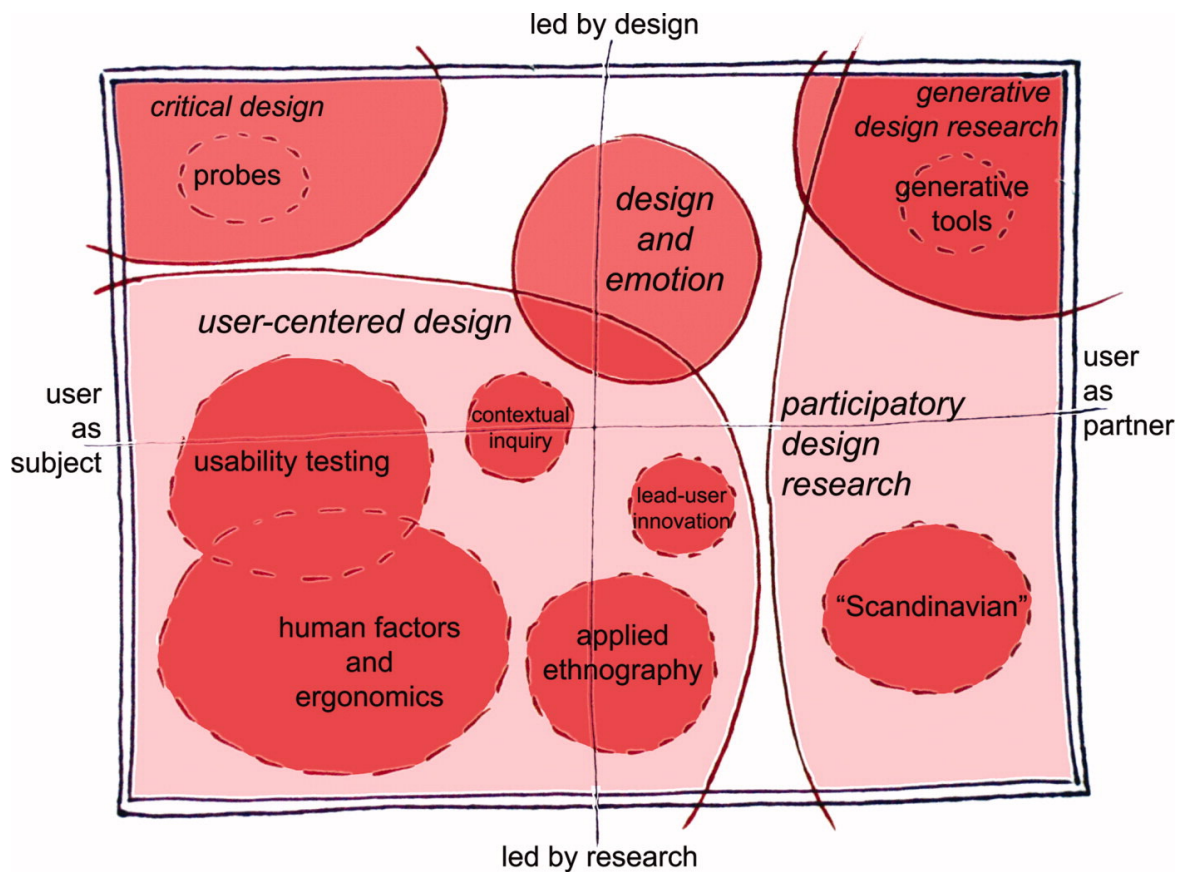 led by design
critical design
probes
generative
design research
generative
tools
design
and
emotion
user-centered design
user
as
subject
usability testing
contextual
inquiry
lead-user
innovation
participatory
design
research
user
as
partner
human factors
and
ergonomics
applied
ethnography
“Scandinavian”
led by research